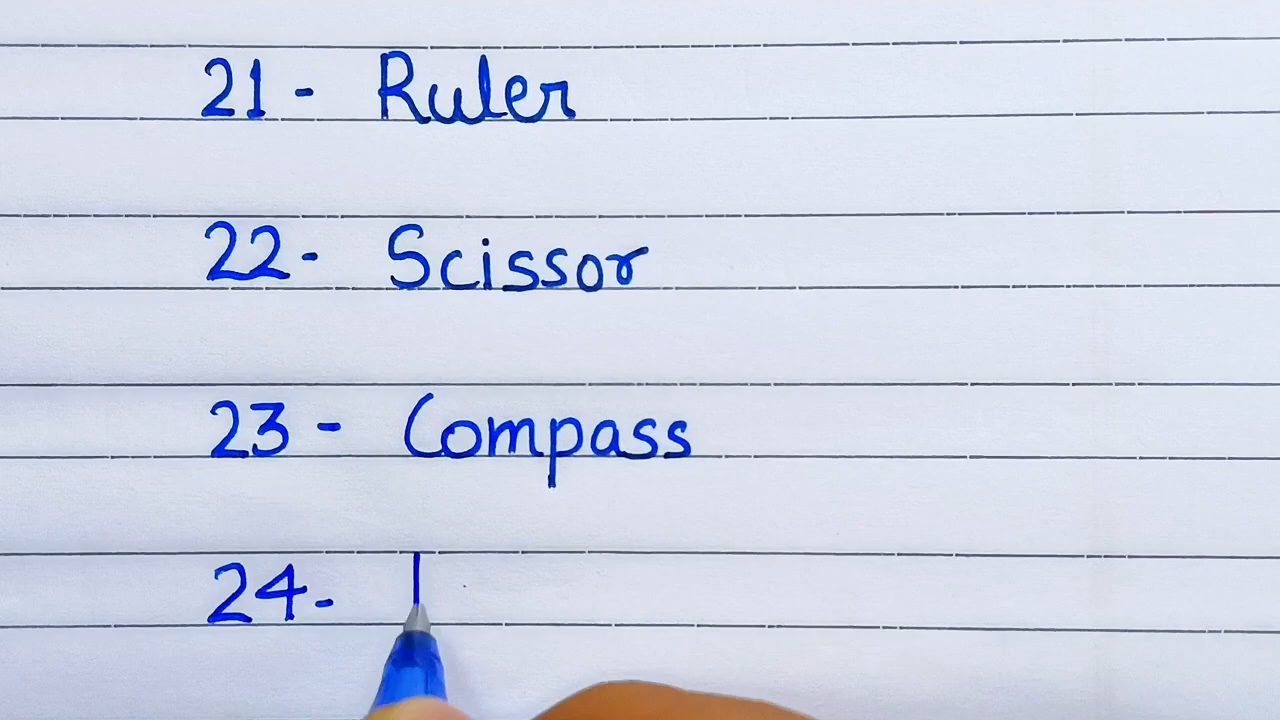 21- Ruler
22- Scissor
23- Compass
24-